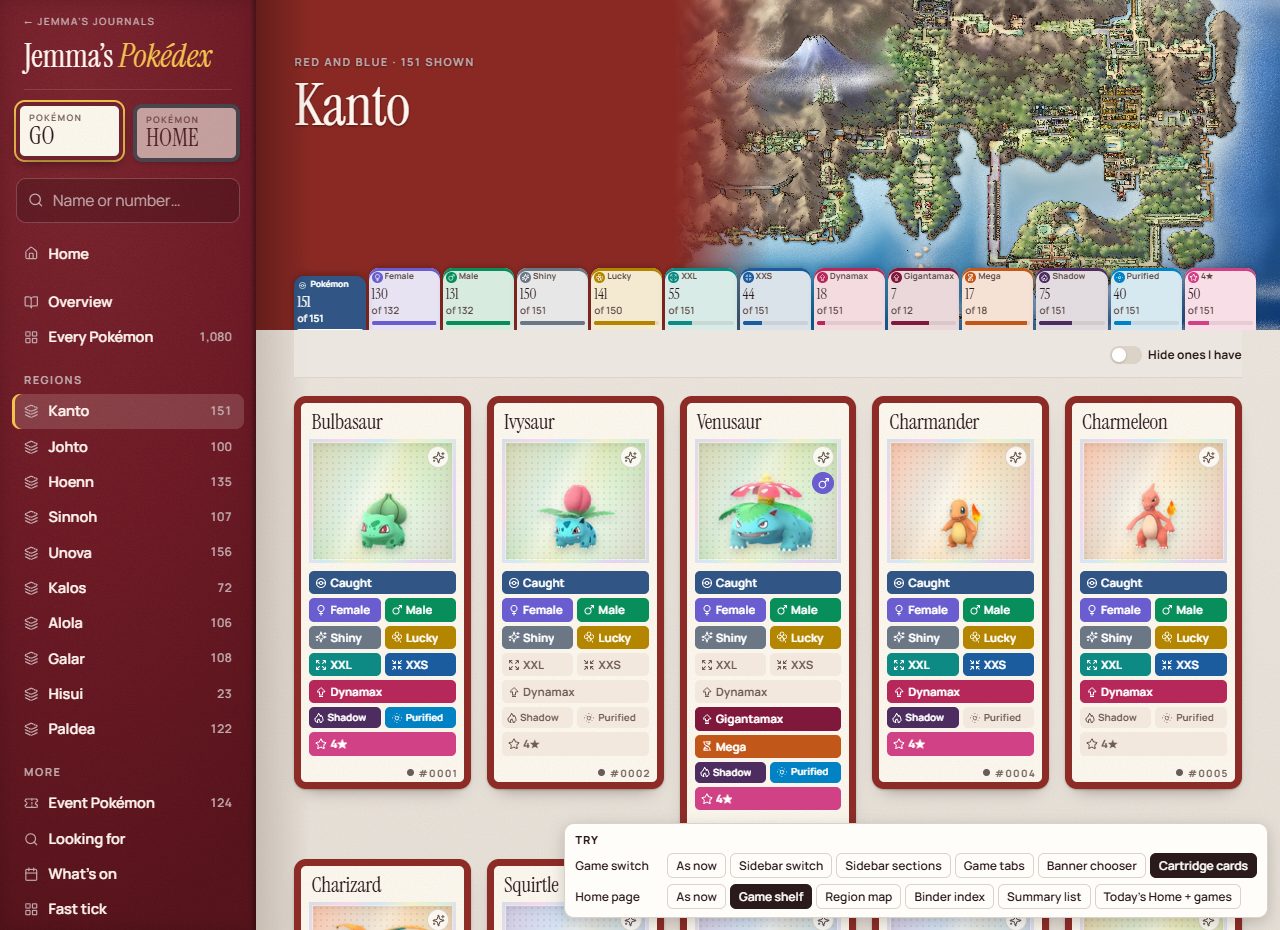 ← JEMMA'S JOURNALS
Jemma's Pokédex
POKÉMON
GO
POKÉMON
HOME
Name or number...
Home
Overview
Every Pokémon 1,080
REGIONS
Kanto 151
Johto 100
Hoenn 135
Sinnoh 107
Unova 156
Kalos 72
Alola 106
Galar 108
Hisui 23
Paldea 122
MORE
Event Pokémon 124
Looking for
What's on
Fast tick
RED AND BLUE · 151 SHOWN
Kanto
Pokémon
151
of 151
Female
130
of 132
Male
131
of 132
Shiny
150
of 151
Lucky
141
of 150
XXL
55
of 151
XXS
44
of 151
Dynamax
18
of 151
Gigantamax
7
of 12
Mega
17
of 18
Shadow
75
of 151
Purified
40
of 151
4★
50
of 151
Hide ones I have
Bulbasaur
Caught
Female Male
Shiny Lucky
XXL XXS
Dynamax
Shadow Purified
4★
#0001
Ivysaur
Caught
Female Male
Shiny Lucky
XXL XXS
Dynamax
Shadow Purified
4★
#0002
Venusaur
Caught
Female Male
Shiny Lucky
XXL XXS
Dynamax
Gigantamax
Mega
Shadow Purified
4★
Charmander
Caught
Female Male
Shiny Lucky
XXL XXS
Dynamax
Shadow Purified
4★
#0004
Charmeleon
Caught
Female Male
Shiny Lucky
XXL XXS
Dynamax
Shadow Purified
4★
#0005
Charizard
Squirtle
TRY
Game switch As now Sidebar switch Sidebar sections Game tabs Banner chooser Cartridge cards
Home page As now Game shelf Region map Binder index Summary list Today's Home + games